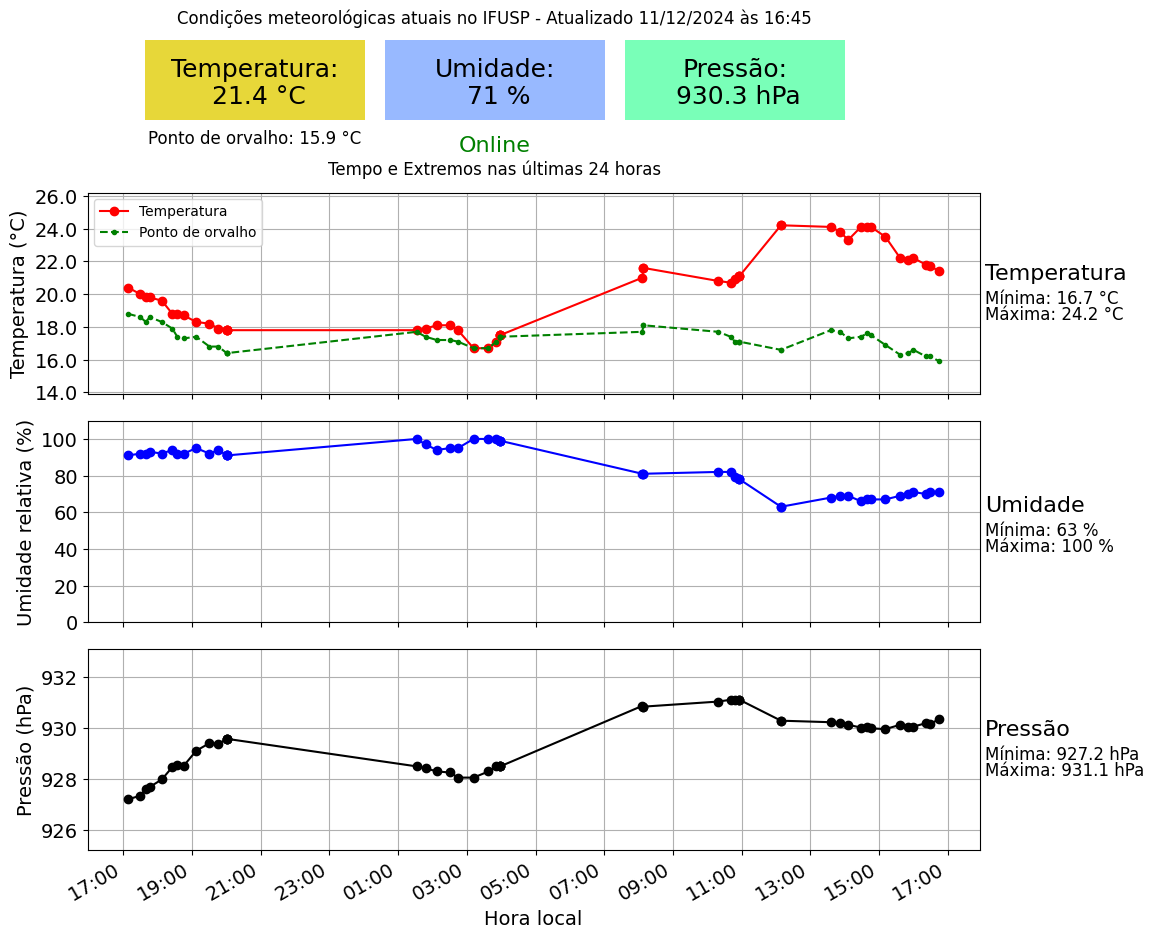 Condições meteorológicas atuais no IFUSP - Atualizado 11/12/2024 às 16:45
Temperatura:
21.4 °C
Umidade:
71 %
Pressão:
930.3 hPa
Ponto de orvalho: 15.9 °C
Online
Tempo e Extremos nas últimas 24 horas
Temperatura (°C)
26.0
24.0
22.0
20.0
18.0
16.0
14.0
Temperatura
Ponto de orvalho
Temperatura
Mínima: 16.7 °C
Máxima: 24.2 °C
Umidade relativa (%)
100
80
60
40
20
0
Umidade
Mínima: 63 %
Máxima: 100 %
Pressão (hPa)
932
930
928
926
Pressão
Mínima: 927.2 hPa
Máxima: 931.1 hPa
17:00 19:00 21:00 23:00 01:00 03:00 05:00 07:00 09:00 11:00 13:00 15:00 17:00
Hora local